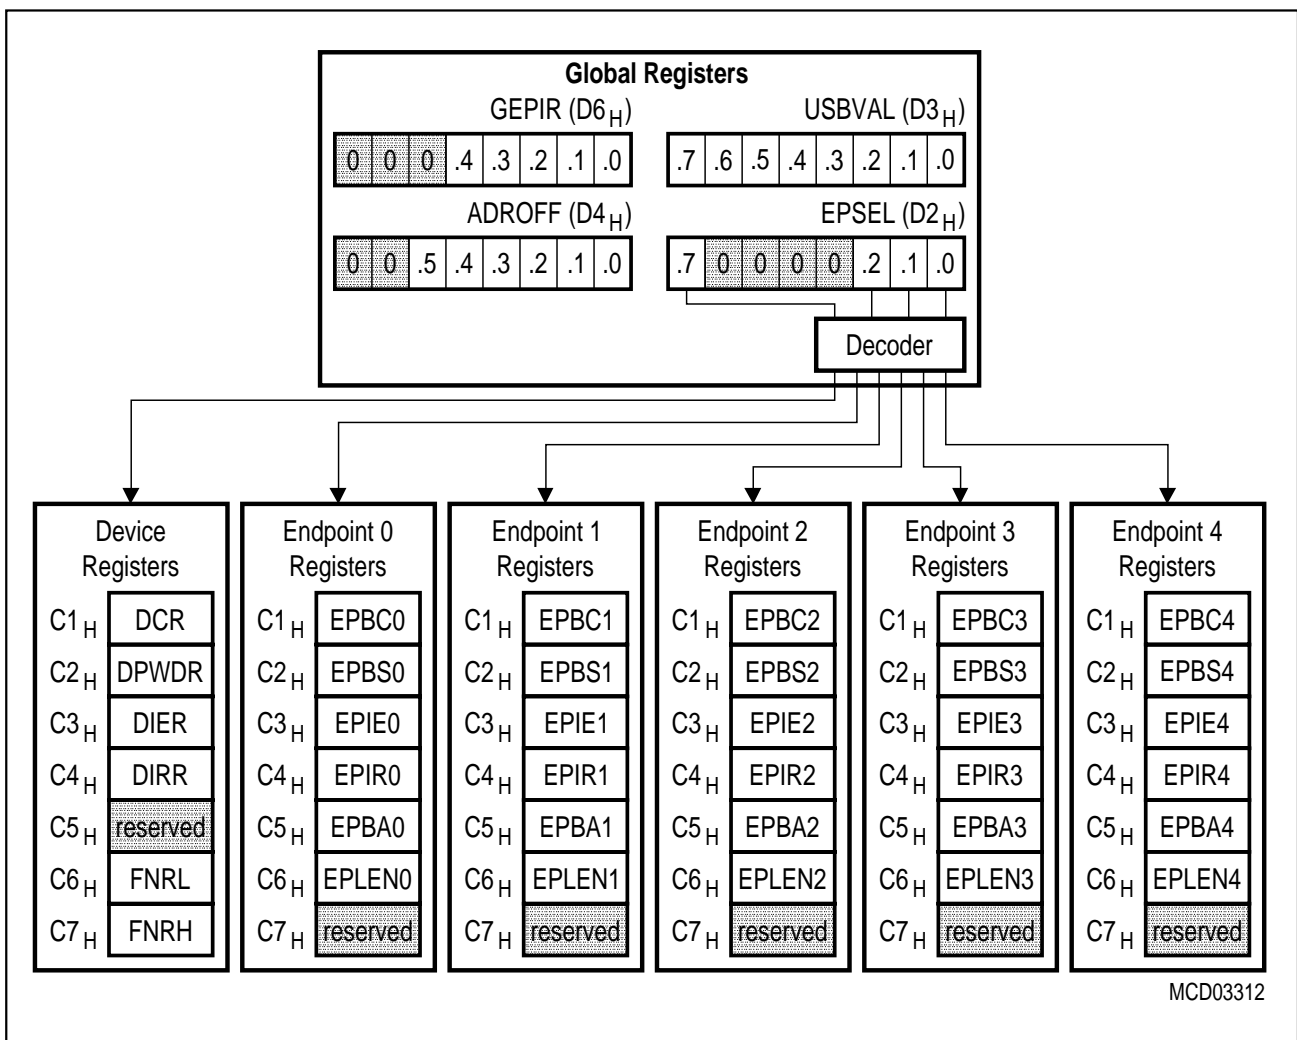 Global Registers
GEPIR (D6H) USBVAL (D3H)
0 0 0 .4 .3 .2 .1 .0 .7 .6 .5 .4 .3 .2 .1 .0
ADROFF (D4H) EPSEL (D2H)
0 0 .5 .4 .3 .2 .1 .0 .7 0 0 0 0 .2 .1 .0
Decoder
Device Endpoint 0 Endpoint 1 Endpoint 2 Endpoint 3 Endpoint 4
Registers Registers Registers Registers Registers Registers
C1H DCR C1H EPBC0 C1H EPBC1 C1H EPBC2 C1H EPBC3 C1H EPBC4
C2H DPWDR C2H EPBS0 C2H EPBS1 C2H EPBS2 C2H EPBS3 C2H EPBS4
C3H DIER C3H EPIE0 C3H EPIE1 C3H EPIE2 C3H EPIE3 C3H EPIE4
C4H DIRR C4H EPIR0 C4H EPIR1 C4H EPIR2 C4H EPIR3 C4H EPIR4
C5H reserved C5H EPBA0 C5H EPBA1 C5H EPBA2 C5H EPBA3 C5H EPBA4
C6H FNRL C6H EPLEN0 C6H EPLEN1 C6H EPLEN2 C6H EPLEN3 C6H EPLEN4
C7H FNRH C7H reserved C7H reserved C7H reserved C7H reserved C7H reserved
MCD03312